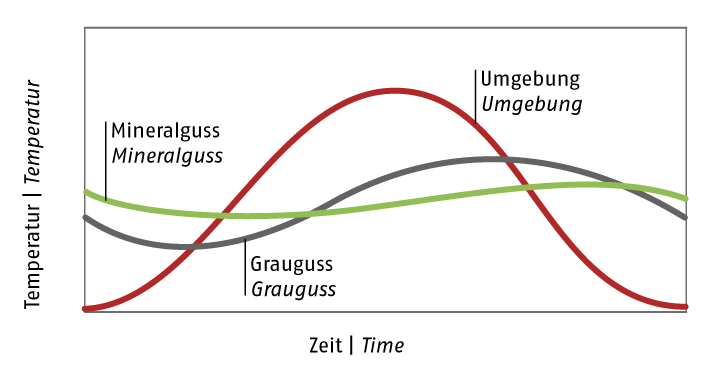 Umgebung
Umgebung
Mineralguss
Mineralguss
Temperatur | Temperatur
Grauguss
Grauguss
Zeit | Time